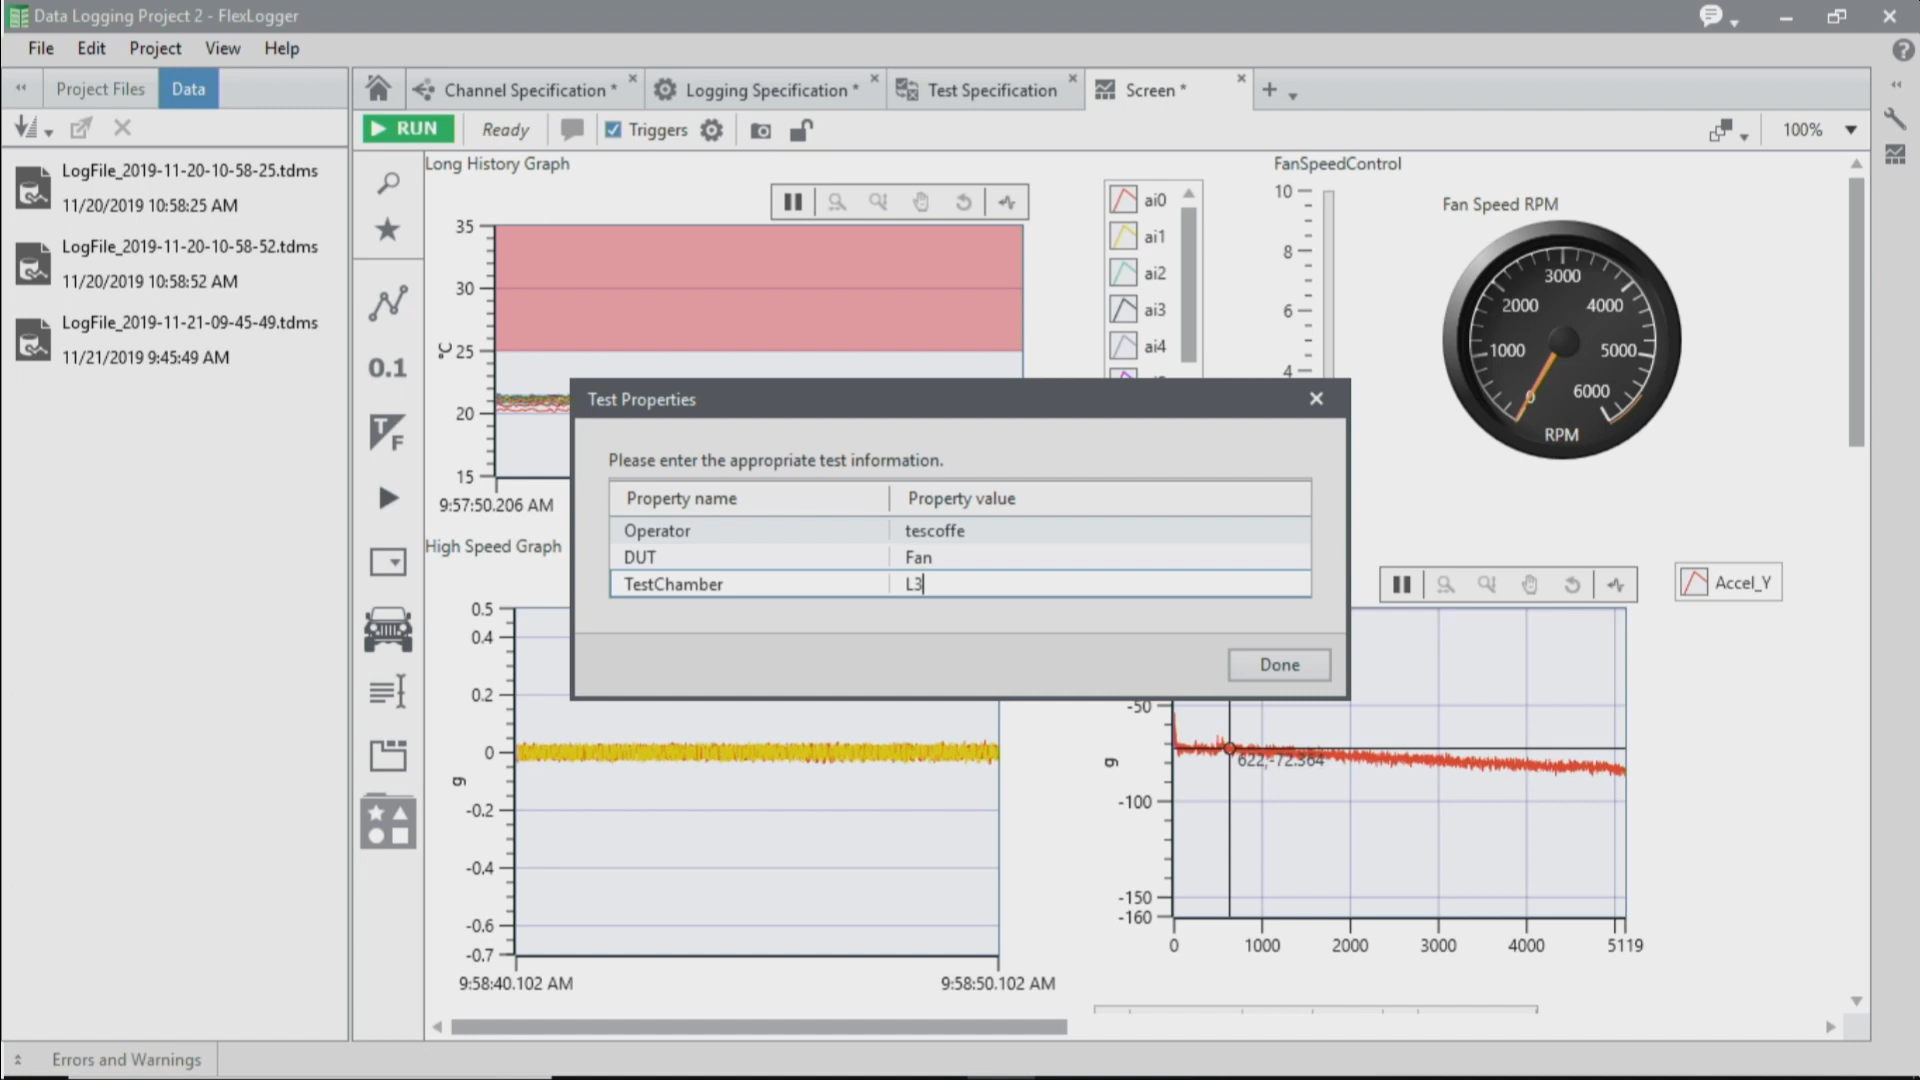 Data Logging Project 2 - FlexLogger
File Edit Project View Help
Project Files Data
Channel Specification * Logging Specification * Test Specification Screen *
RUN Ready Triggers 100%
LogFile_2019-11-20-10-58-25.tdms
11/20/2019 10:58:25 AM
LogFile_2019-11-20-10-58-52.tdms
11/20/2019 10:58:52 AM
LogFile_2019-11-21-09-45-49.tdms
11/21/2019 9:45:49 AM
0.1
T F
Long History Graph
35
30
25
20
15
°C
9:57:50.206 AM
ai0
ai1
ai2
ai3
ai4
FanSpeedControl
10
8
6
4
Fan Speed RPM
0 1000 2000 3000 4000 5000 6000
RPM
Test Properties
Please enter the appropriate test information.
Property name Property value
Operator tescoffe
DUT Fan
TestChamber L3
Done
High Speed Graph
0.5
0.4
0.2
0
-0.2
-0.4
-0.6
-0.7
g
9:58:40.102 AM 9:58:50.102 AM
Accel_Y
-50
-100
-150
-160
g
622,-72.364
0 1000 2000 3000 4000 5119
Errors and Warnings